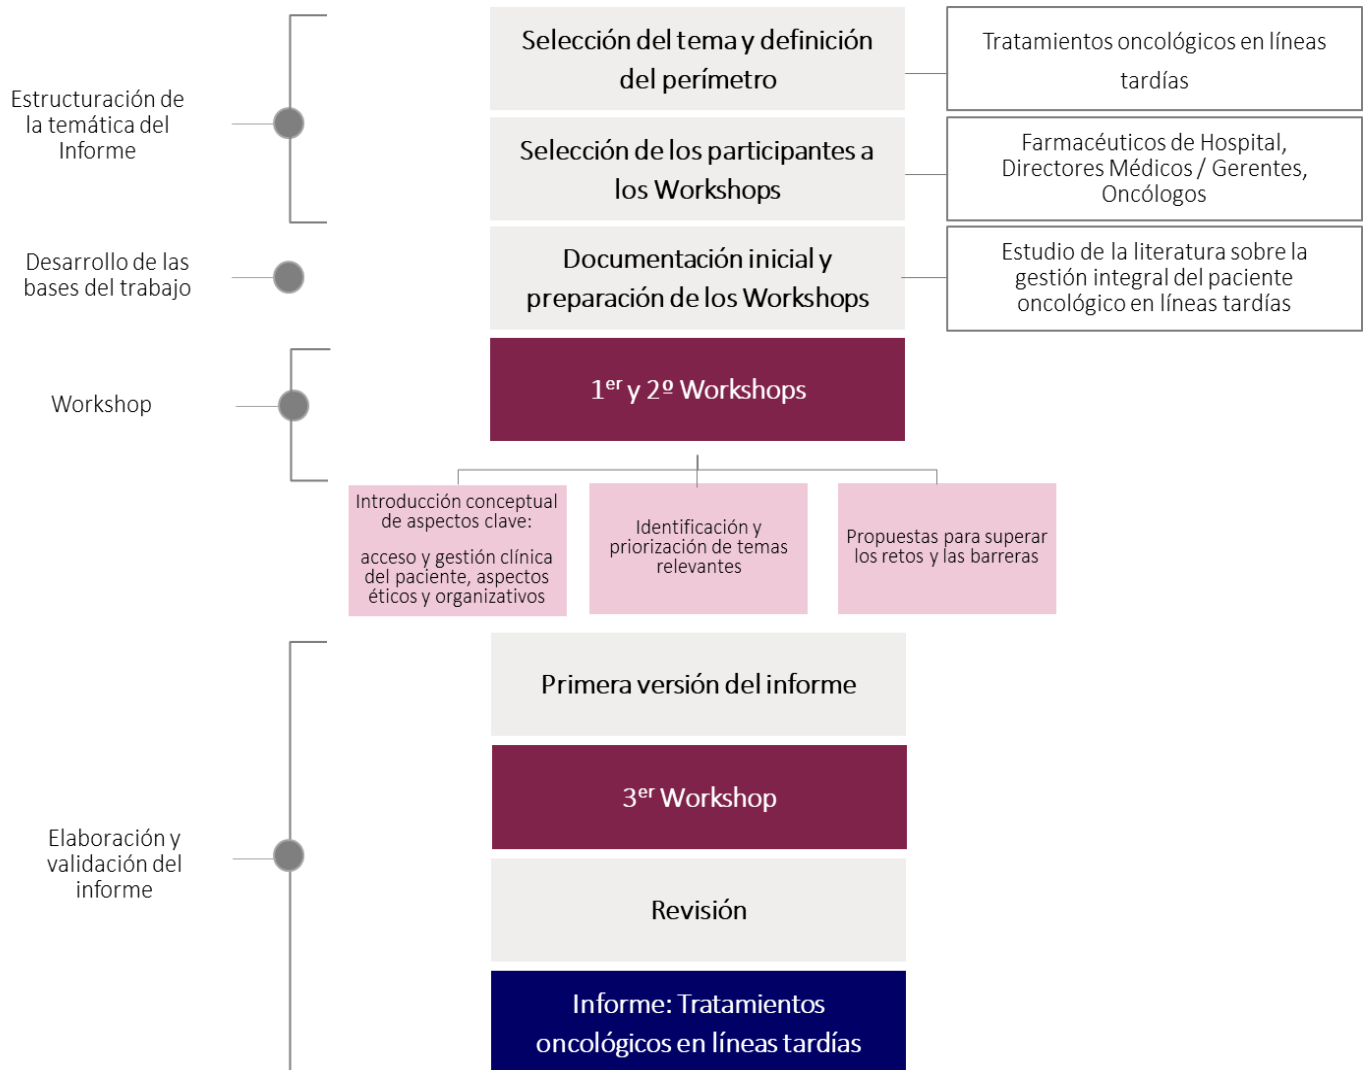 Estructuración de
la temática del
Informe
Selección del tema y definición
del perímetro
Tratamientos oncológicos en líneas
tardías
Selección de los participantes a
los Workshops
Farmacéuticos de Hospital,
Directores Médicos / Gerentes,
Oncólogos
Desarrollo de las
bases del trabajo
Documentación inicial y
preparación de los Workshops
Estudio de la literatura sobre la
gestión integral del paciente
oncológico en líneas tardías
Workshop
1er y 2º Workshops
Introducción conceptual
de aspectos clave:
acceso y gestión clínica
del paciente, aspectos
éticos y organizativos
Identificación y
priorización de temas
relevantes
Propuestas para superar
los retos y las barreras
Elaboración y
validación del
informe
Primera versión del informe
3er Workshop
Revisión
Informe: Tratamientos
oncológicos en líneas tardías